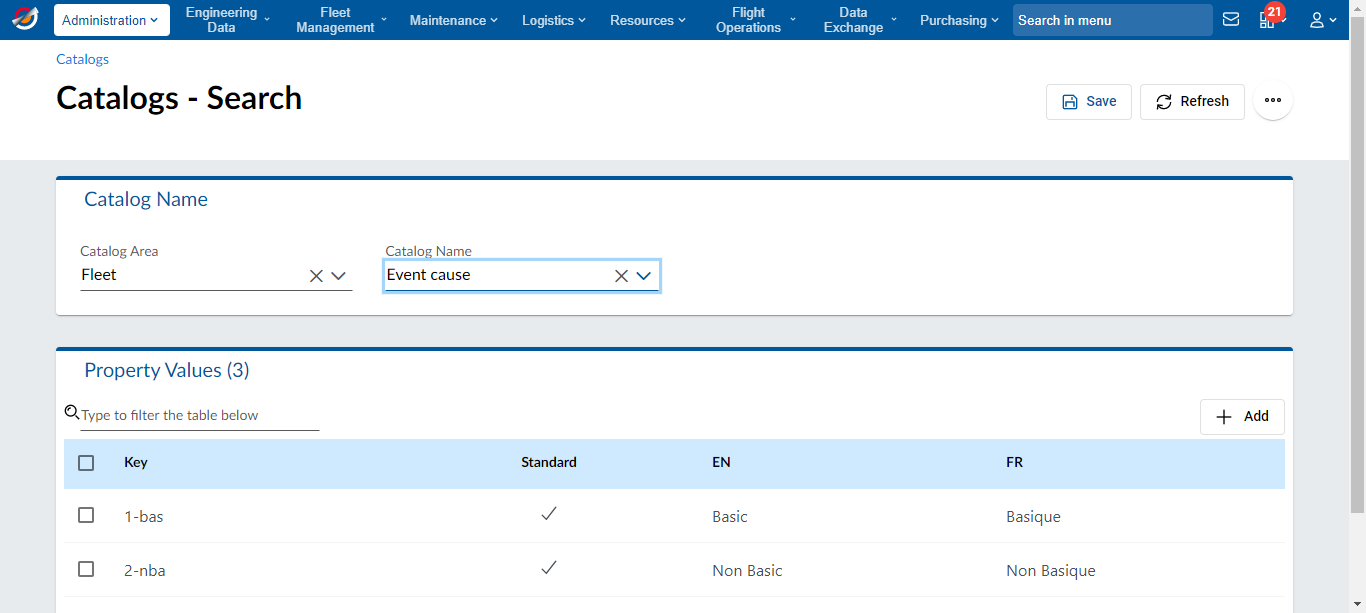 Administration
Engineering Data
Fleet Management
Maintenance
Logistics
Resources
Flight Operations
Data Exchange
Purchasing
Search in menu
21
Catalogs
Catalogs - Search
Save
Refresh
Catalog Name
Catalog Area
Catalog Name
Fleet
Event cause
Property Values (3)
Type to filter the table below
Add
Key Standard EN FR
1-bas Basic Basique
2-nba Non Basic Non Basique